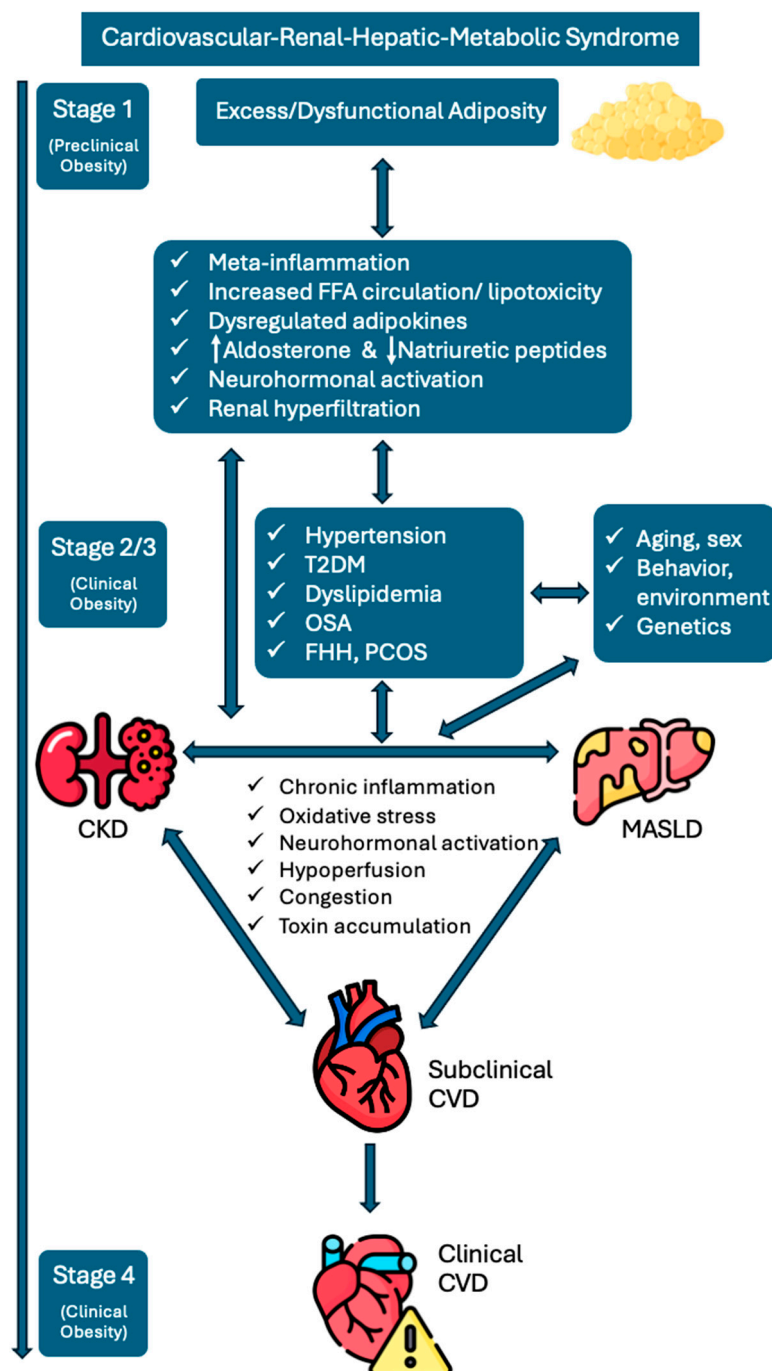 Cardiovascular-Renal-Hepatic-Metabolic Syndrome
Stage 1
(Preclinical
Obesity)
Excess/Dysfunctional Adiposity
✓ Meta-inflammation
✓ Increased FFA circulation/ lipotoxicity
✓ Dysregulated adipokines
✓ ↑Aldosterone & ↓Natriuretic peptides
✓ Neurohormonal activation
✓ Renal hyperfiltration
Stage 2/3
(Clinical
Obesity)
✓ Hypertension
✓ T2DM
✓ Dyslipidemia
✓ OSA
✓ FHH, PCOS
✓ Aging, sex
✓ Behavior,
environment
✓ Genetics
CKD
MASLD
✓ Chronic inflammation
✓ Oxidative stress
✓ Neurohormonal activation
✓ Hypoperfusion
✓ Congestion
✓ Toxin accumulation
Subclinical
CVD
Stage 4
(Clinical
Obesity)
Clinical
CVD